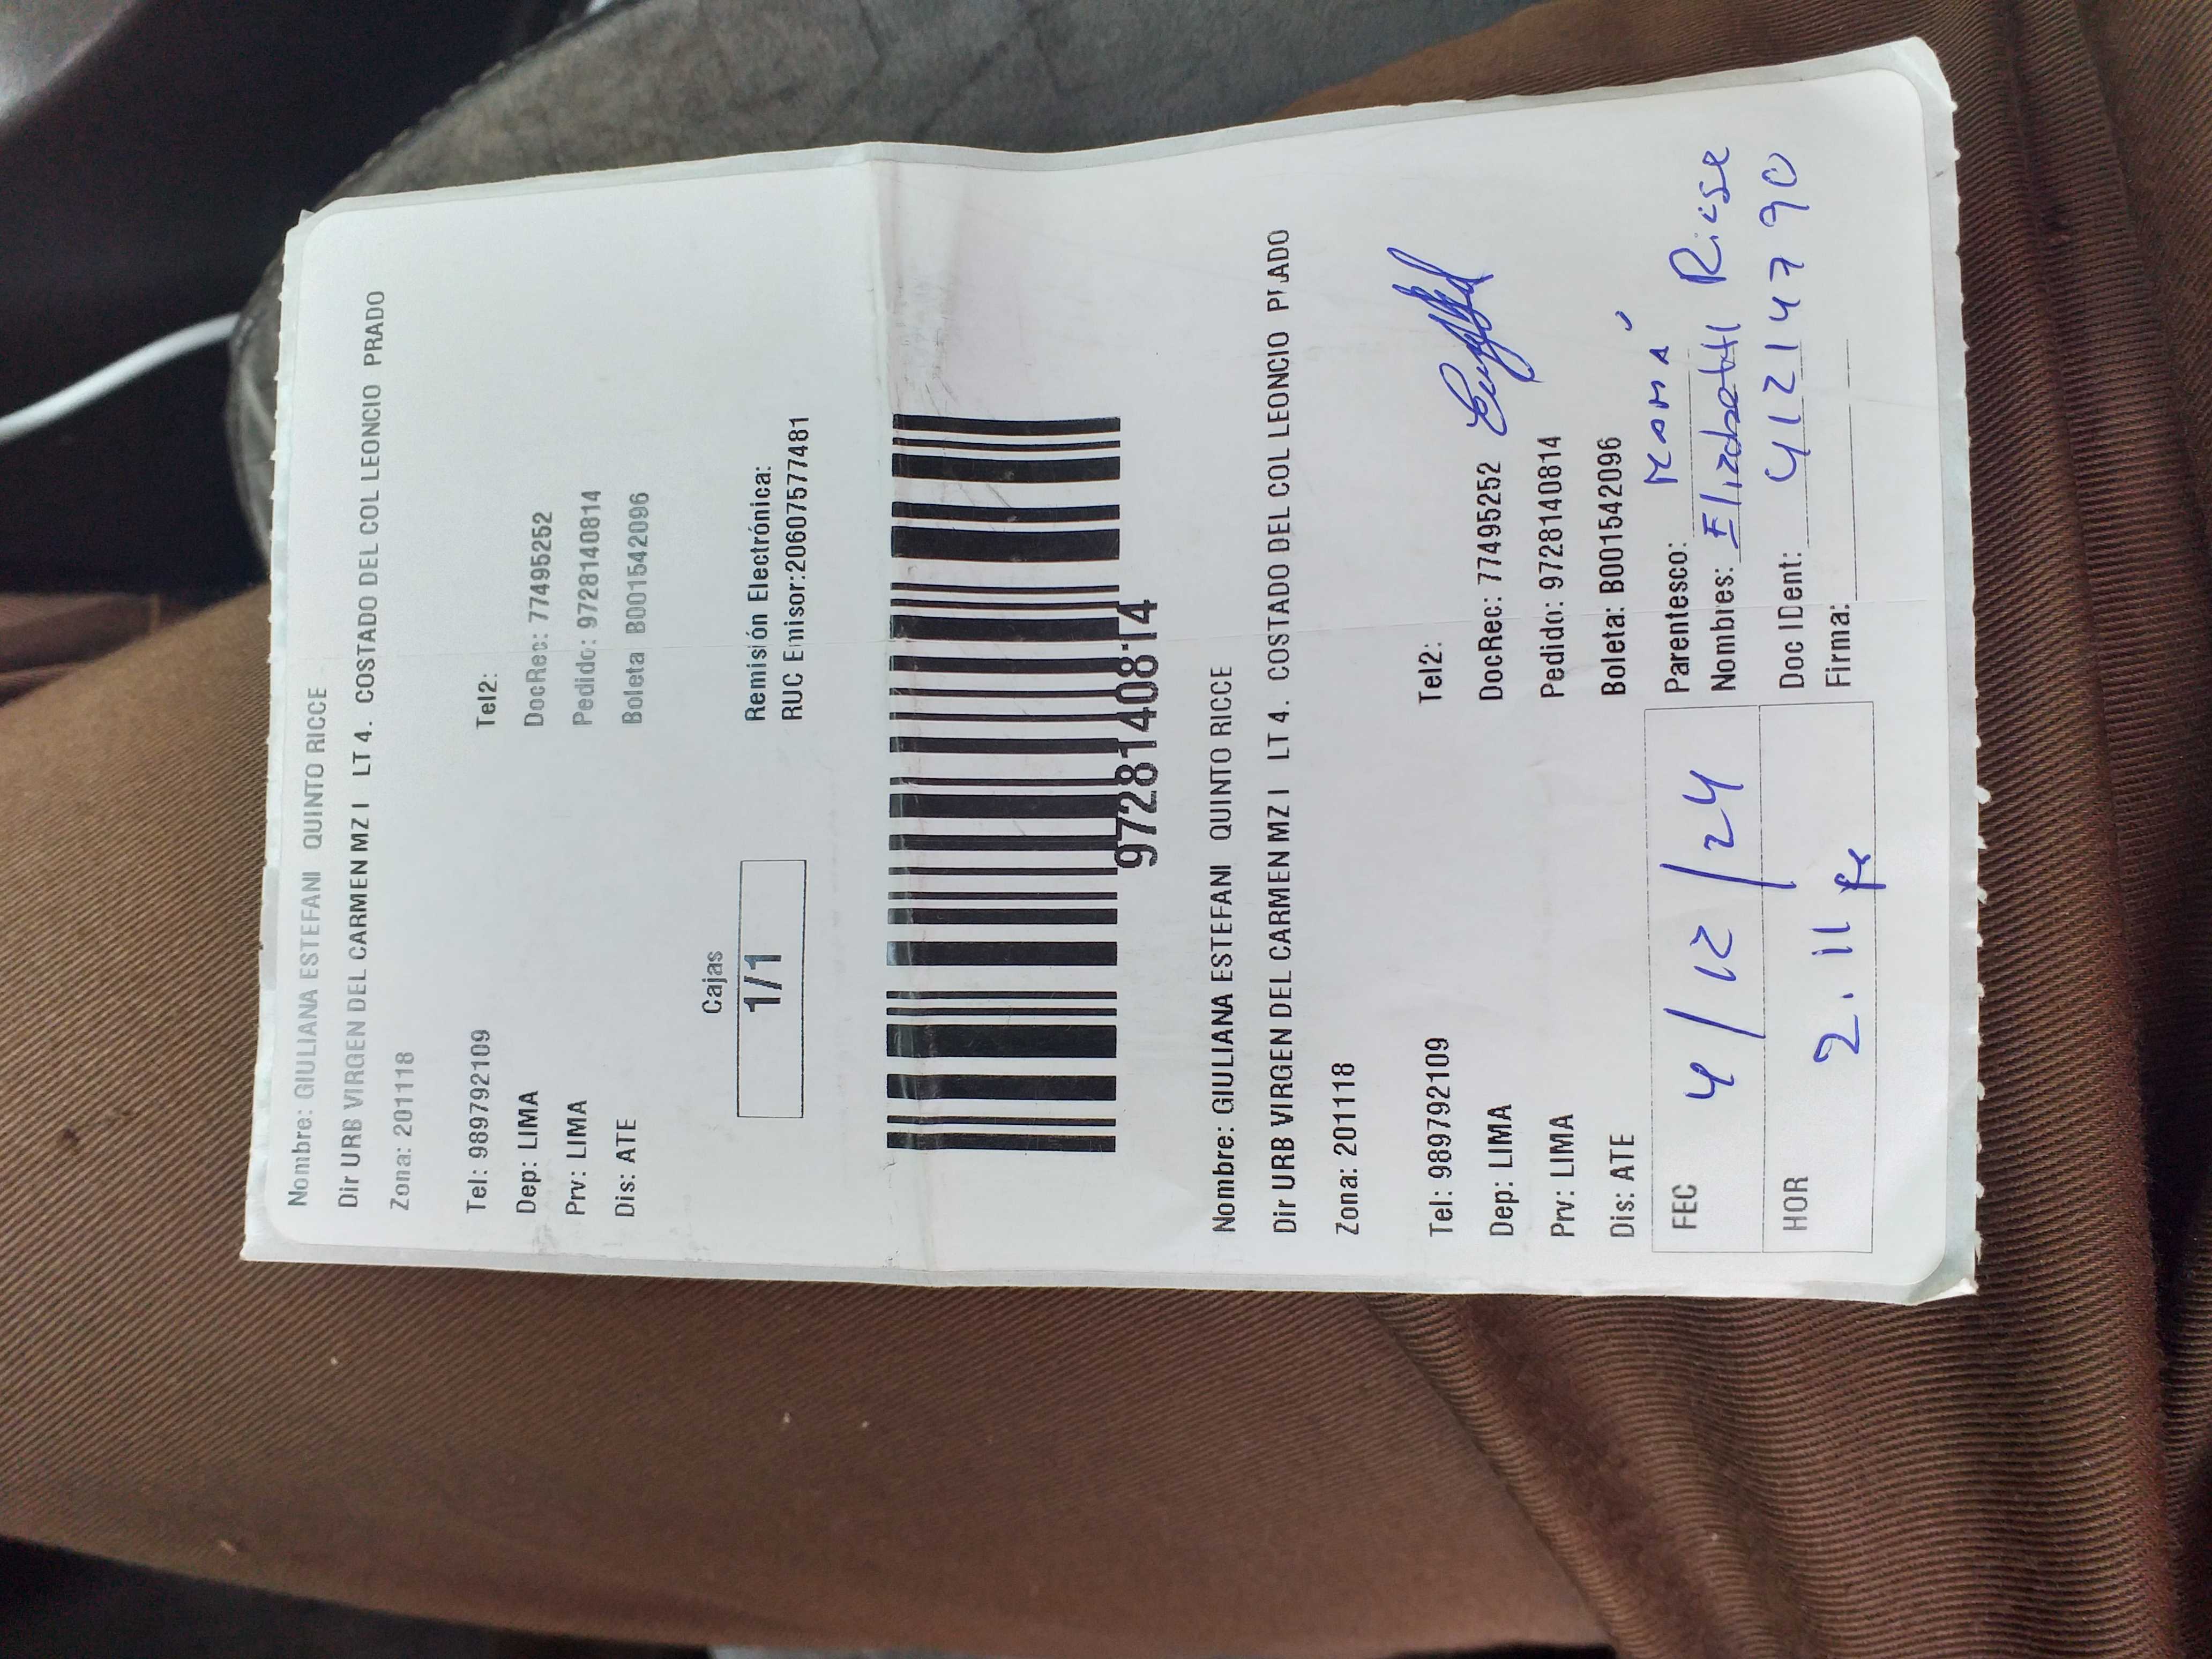 Nombre: GIULIANA ESTEFANI QUINTO RICCE
Dir URB VIRGEN DEL CARMEN MZ I LT 4. COSTADO DEL COL LEONCIO PRADO
Zona: 201118
Tel: 989792109 Tel2:
Dep: LIMA DocRec: 77495252
Prv: LIMA Pedido: 97281408​14
Dis: ATE Boleta B001542096
Cajas
1/1
Remisión Electrónica:
RUC Emisor:20607577481
9728140814
Nombre: GIULIANA ESTEFANI QUINTO RICCE
Dir URB VIRGEN DEL CARMEN MZ I LT 4. COSTADO DEL COL LEONCIO PRADO
Zona: 201118
Tel: 989792109 Tel2:
Dep: LIMA DocRec: 77495252
Prv: LIMA Pedido: 9728140814
Dis: ATE Boleta: B001542096
FEC 4/12/24
HOR 2.11
Parentesco: Mamá
Nombres: Elizabeth Ricse
Doc IDent: 41214790
Firma: